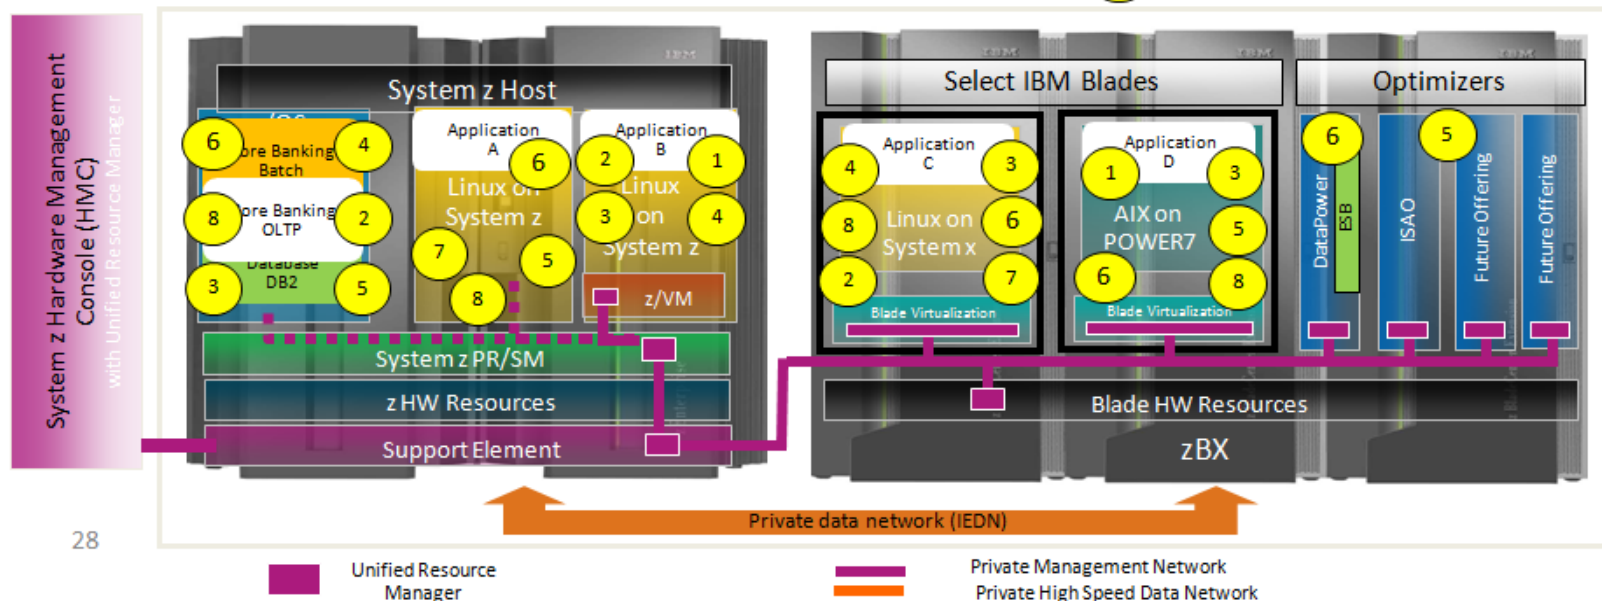 System z Hardware Management
Console (HMC)
with Unified Resource Manager
IBM
System z Host
6
4
ore Banking
Batch
8
ore Banking
OLTP
2
3
Database
DB2
5
Application
A
6
Linux on
System z
7
5
8
Application
B
2
1
Linux
on
System z
3
4
z/VM
System z PR/SM
z HW Resources
Support Element
IBM
IBM
IBM
Select IBM Blades
Optimizers
Application
C
4
3
8
Linux on
System x
6
2
7
Blade Virtualization
Application
D
1
3
AIX on
POWER7
5
6
8
Blade Virtualization
6
DataPower
ESB
5
ISAO
Future Offering
Future Offering
Blade HW Resources
zBX
Private data network (IEDN)
28
Unified Resource
Manager
Private Management Network
Private High Speed Data Network